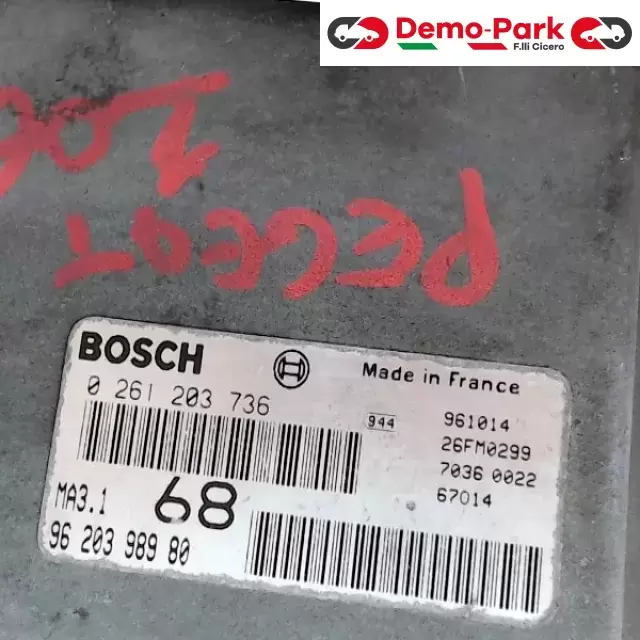 Demo-Park
F.lli Cicero
PEGEOT
BOSCH
Made in France
0 261 203 736
944
961014
26FM0299
7036 0022
67014
MA3.1
68
96 203 989 80